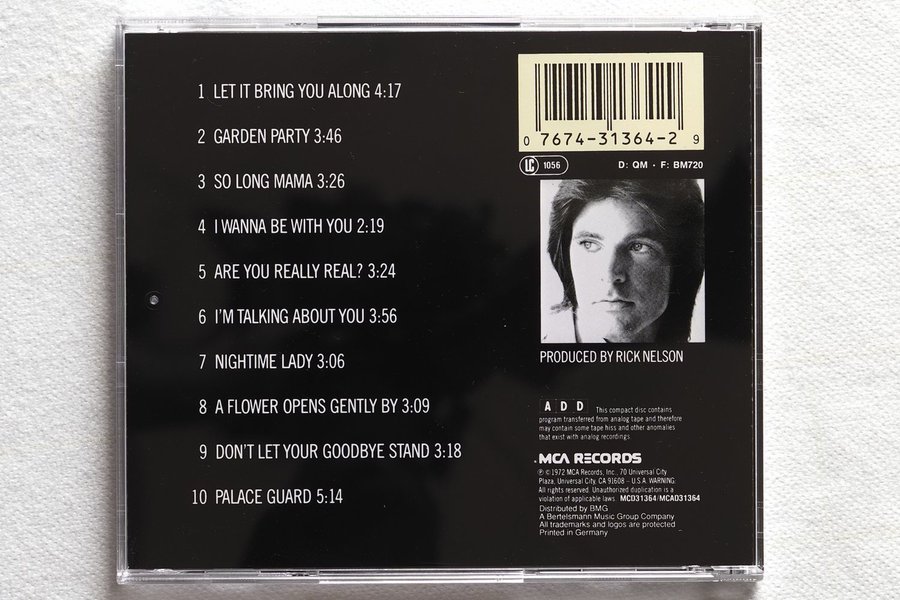 1 LET IT BRING YOU ALONG 4:17
2 GARDEN PARTY 3:46
3 SO LONG MAMA 3:26
4 I WANNA BE WITH YOU 2:19
5 ARE YOU REALLY REAL? 3:24
6 I'M TALKING ABOUT YOU 3:56
7 NIGHTIME LADY 3:06
8 A FLOWER OPENS GENTLY BY 3:09
9 DON'T LET YOUR GOODBYE STAND 3:18
10 PALACE GUARD 5:14
0 7674-31364-2 9
LC 1056
D: QM · F: BM720
PRODUCED BY RICK NELSON
A D D This compact disc contains
program transferred from analog tape and therefore
may contain some tape hiss and other anomalies
that exist with analog recordings.
MCA RECORDS
℗ © 1972 MCA Records, Inc., 70 Universal City
Plaza, Universal City, CA 91608 – U.S.A. WARNING:
All rights reserved. Unauthorized duplication is a
violation of applicable laws. MCD31364/MCAD31364
Distributed by BMG
A Bertelsmann Music Group Company
All trademarks and logos are protected
Printed in Germany